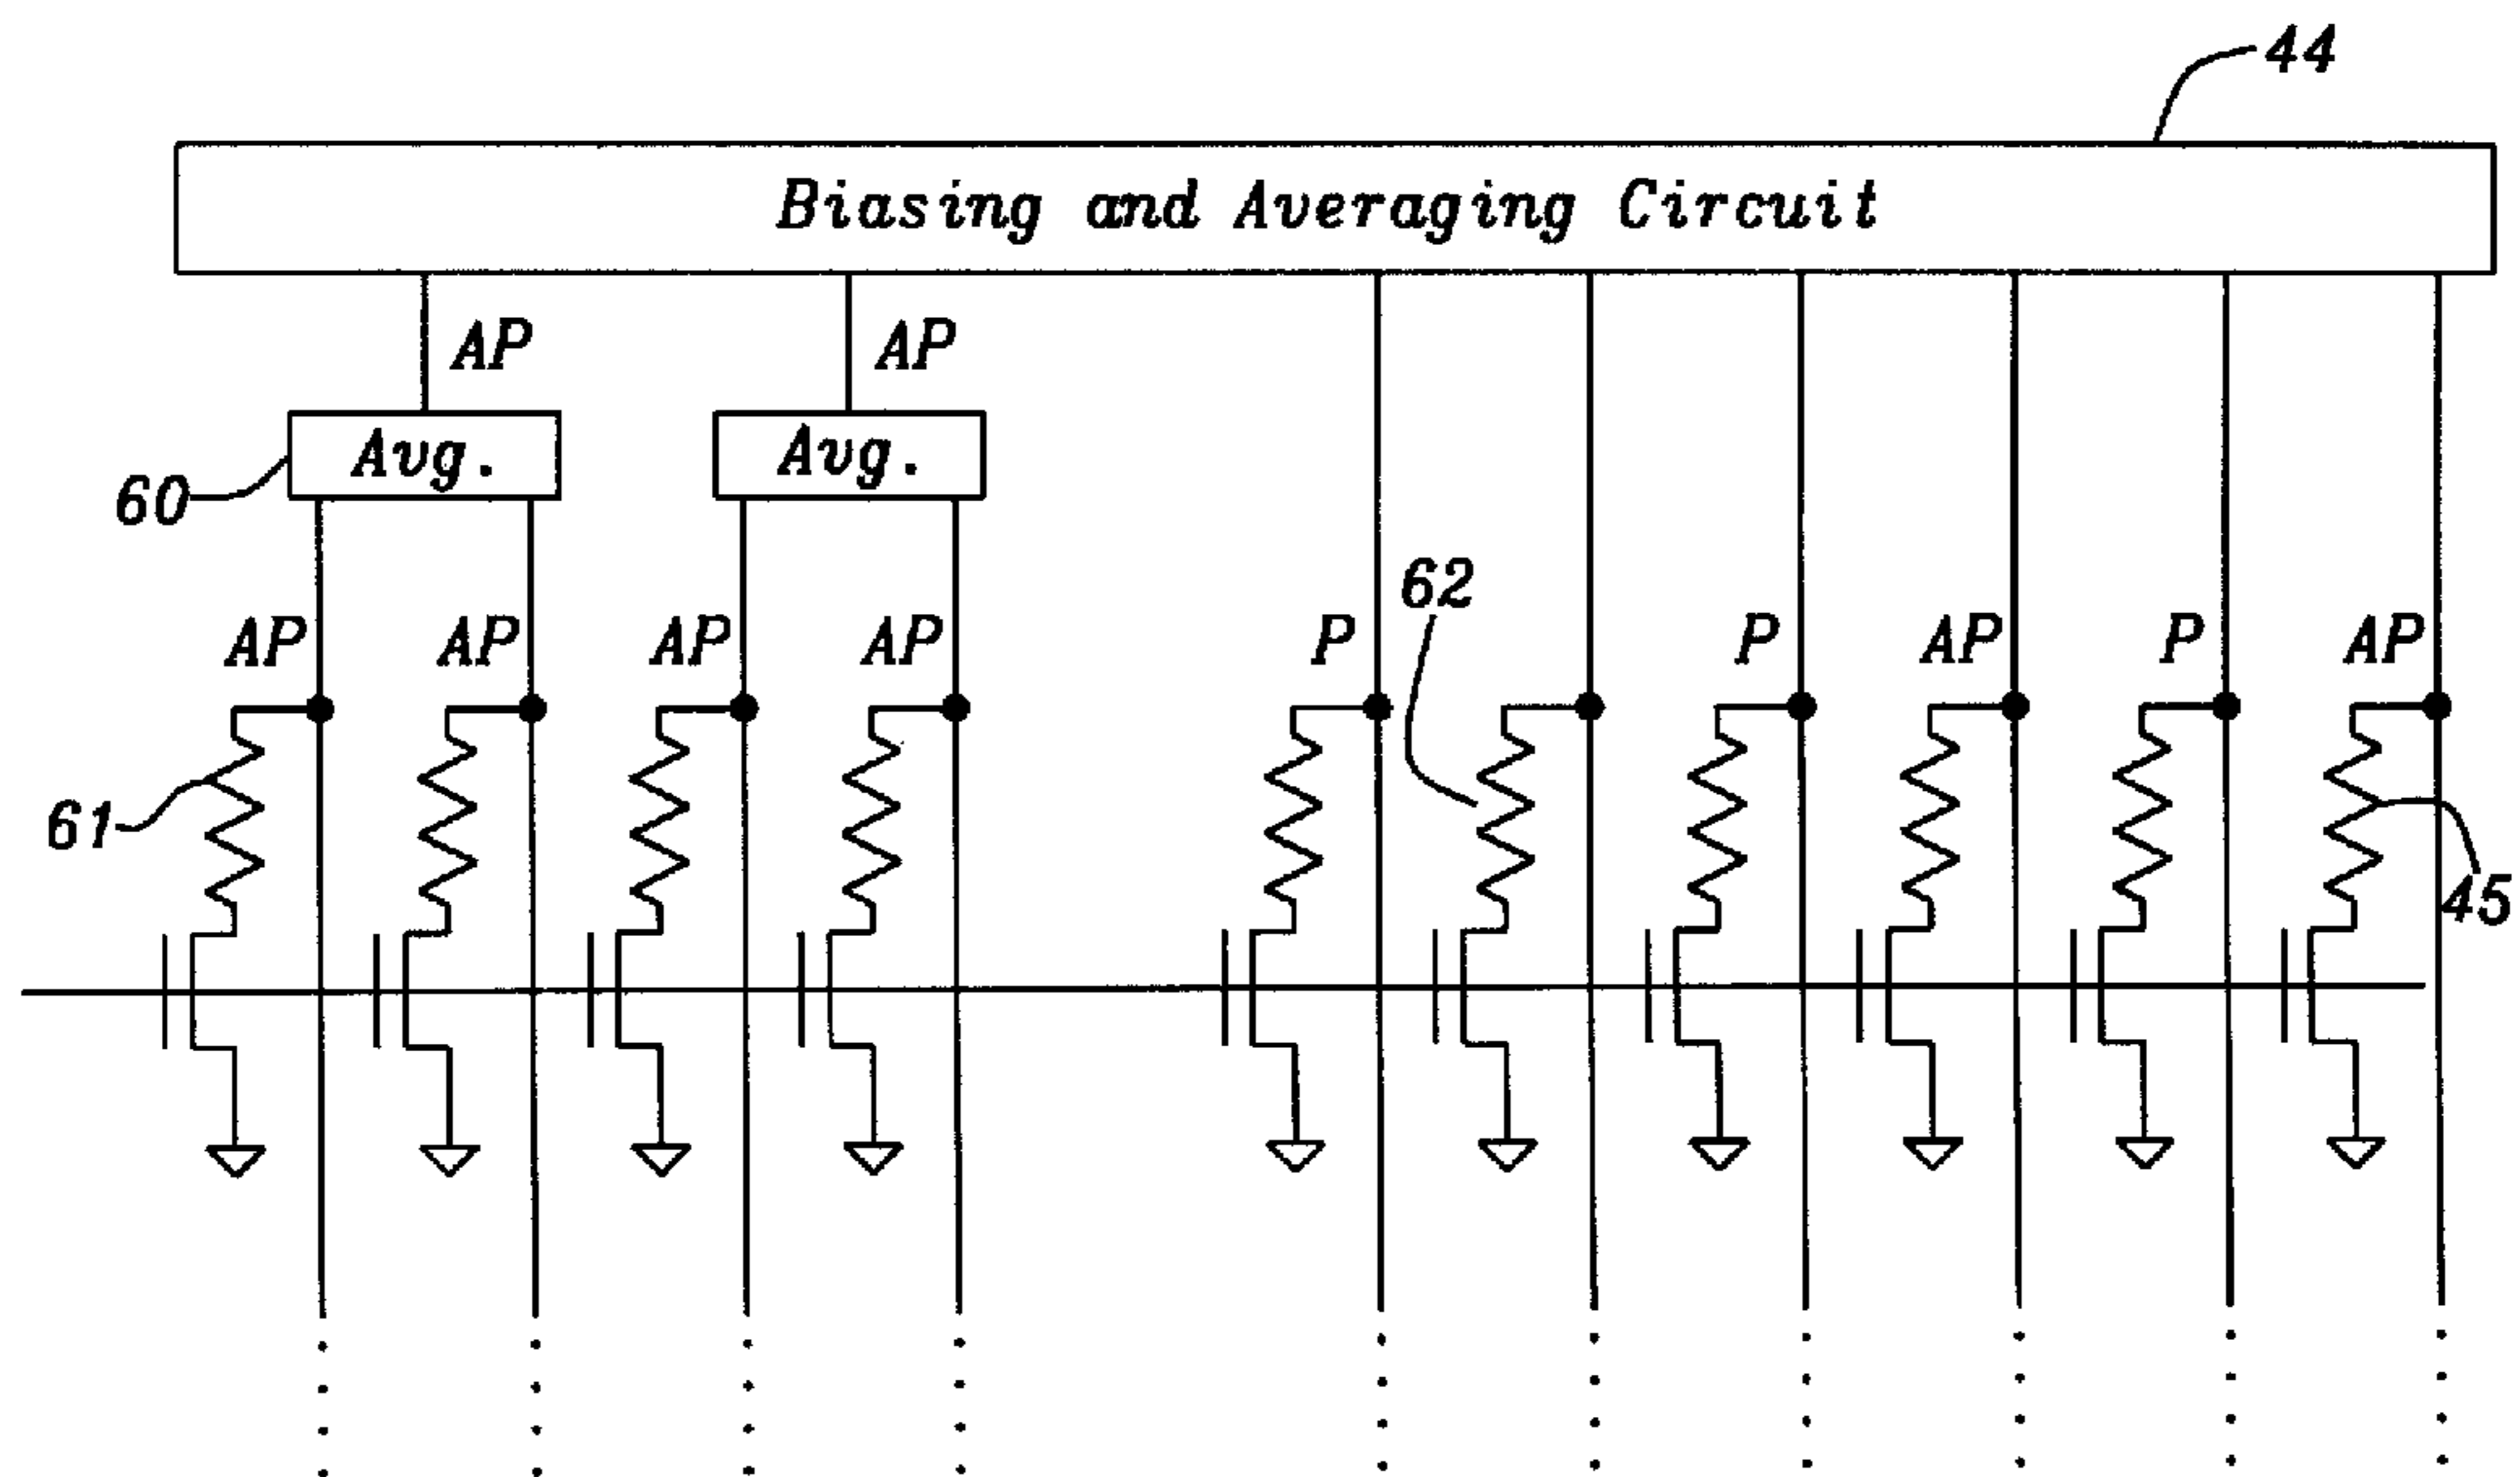 44
Biasing and Averaging Circuit
AP AP
Avg. Avg.
60
62
AP AP AP AP P P AP P AP
61
45